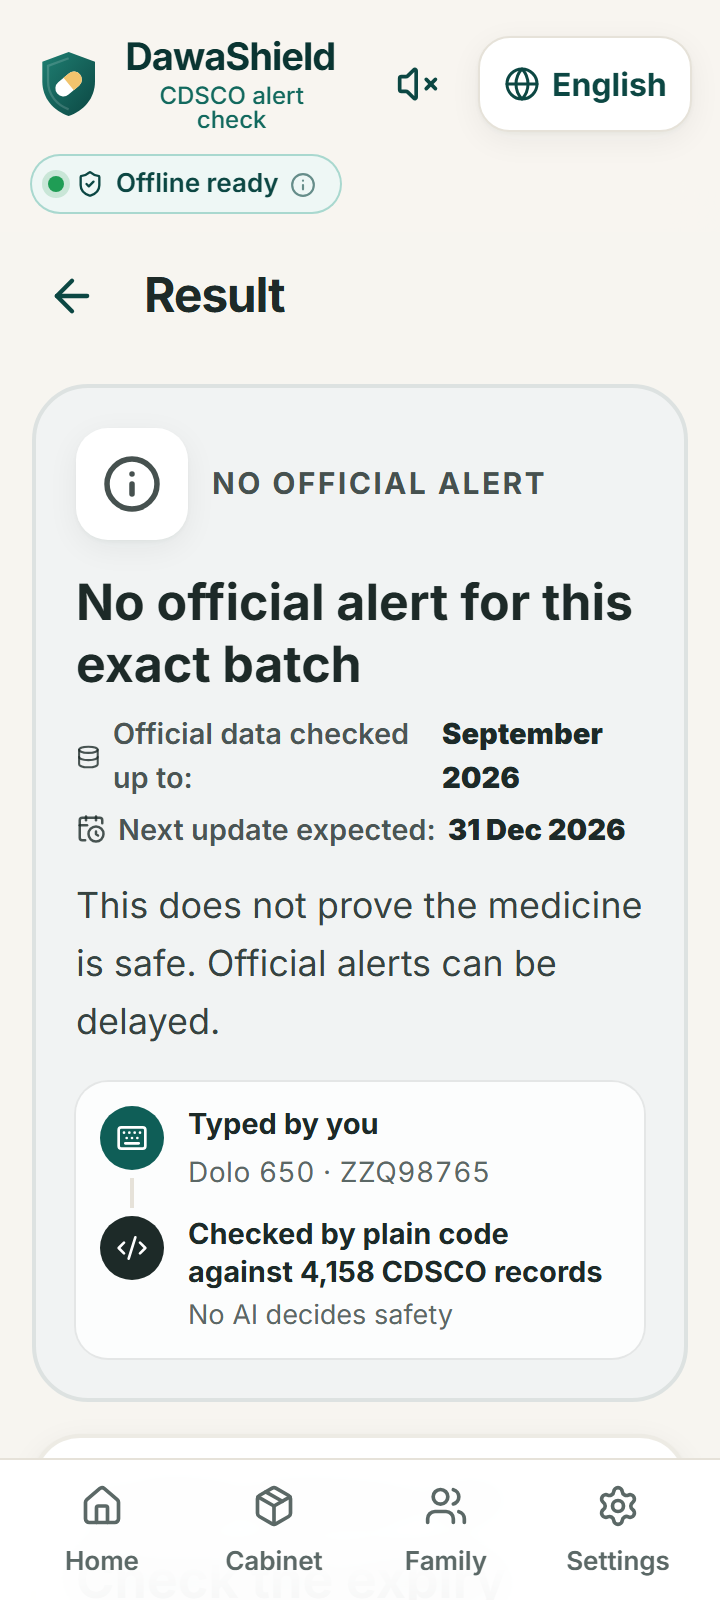 DawaShield
CDSCO alert
check
English
Offline ready
Result
NO OFFICIAL ALERT
No official alert for this
exact batch
Official data checked up to: September 2026
Next update expected: 31 Dec 2026
This does not prove the medicine
is safe. Official alerts can be
delayed.
Typed by you
Dolo 650 · ZZQ98765
Checked by plain code
against 4,158 CDSCO records
No AI decides safety
Check the expiry
Home
Cabinet
Family
Settings